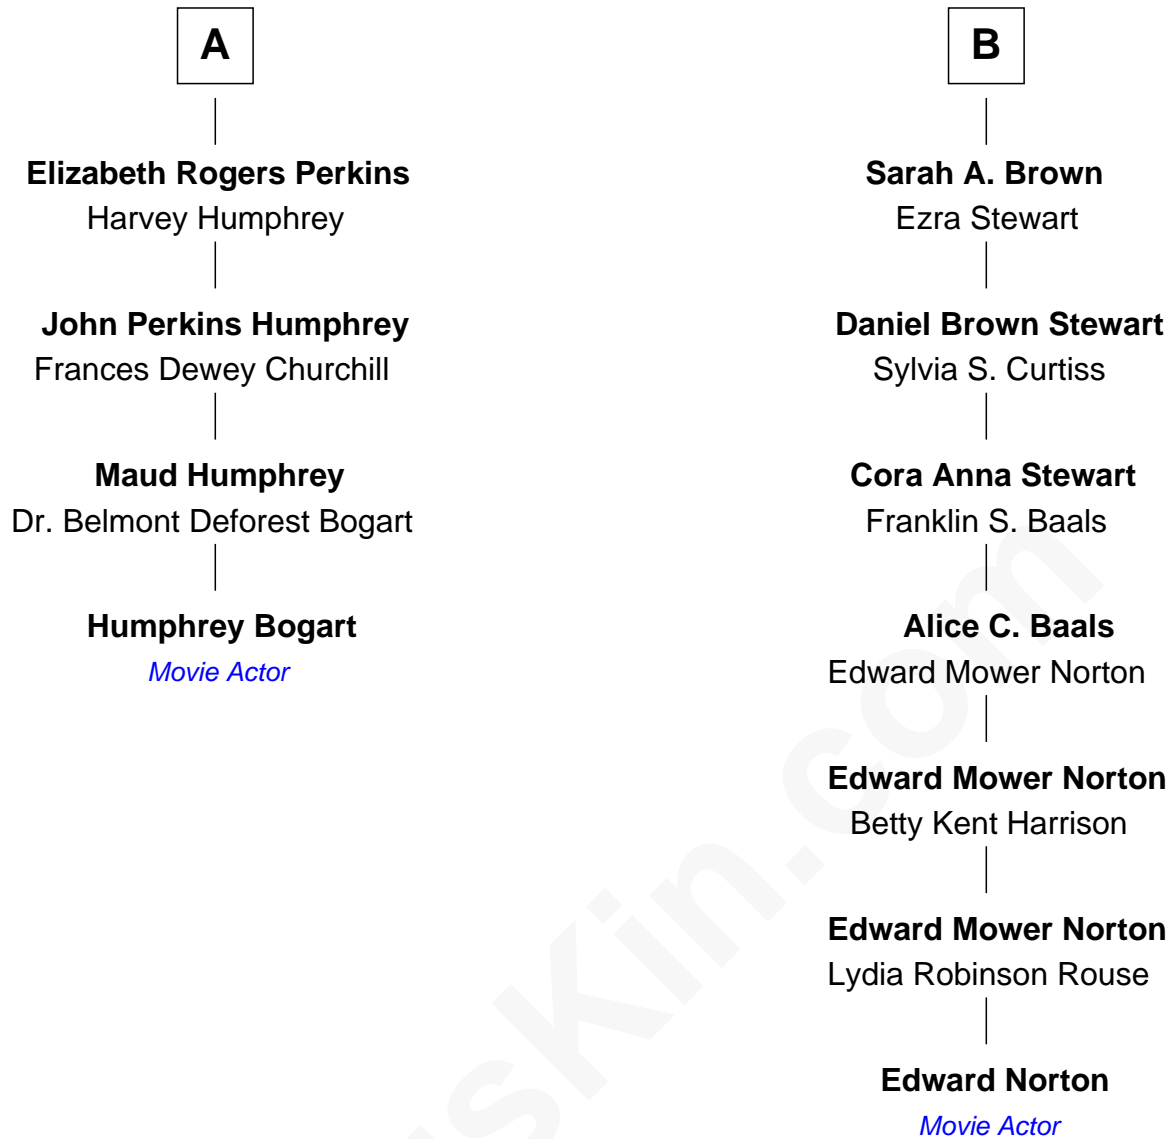 A
Elizabeth Rogers Perkins
Harvey Humphrey
John Perkins Humphrey
Frances Dewey Churchill
Maud Humphrey
Dr. Belmont Deforest Bogart
Humphrey Bogart
Movie Actor
B
Sarah A. Brown
Ezra Stewart
Daniel Brown Stewart
Sylvia S. Curtiss
Cora Anna Stewart
Franklin S. Baals
Alice C. Baals
Edward Mower Norton
Edward Mower Norton
Betty Kent Harrison
Edward Mower Norton
Lydia Robinson Rouse
Edward Norton
Movie Actor